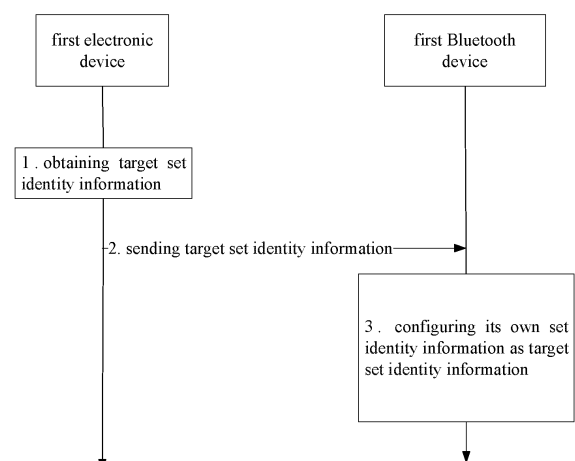 first electronic
device
first Bluetooth
device
1 . obtaining target set
identity information
2. sending target set identity information
3 . configuring its own set
identity information as target
set identity information